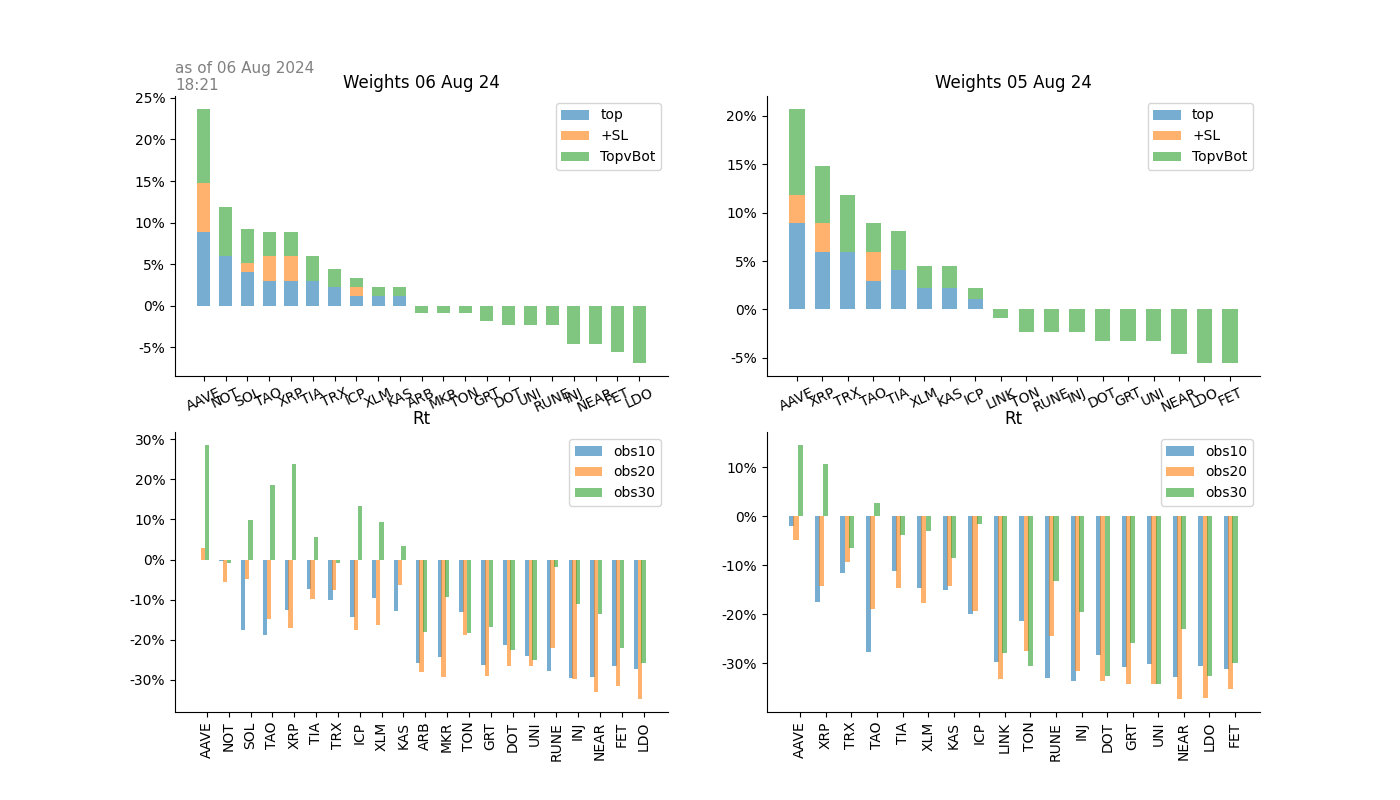 as of 06 Aug 2024
18:21
Weights 06 Aug 24
25%
20%
15%
10%
5%
0%
-5%
top
+SL
TopvBot
AAVE NOT SOL TAO XRP TIA TRX ICP XLM KAS ARB MKR TON GRT DOT UNI RUNE INJ NEAR FET LDO
Weights 05 Aug 24
20%
15%
10%
5%
0%
-5%
top
+SL
TopvBot
AAVE XRP TRX TAO TIA XLM KAS ICP LINK TON RUNE INJ DOT GRT UNI NEAR LDO FET
Rt
30%
20%
10%
0%
-10%
-20%
-30%
obs10
obs20
obs30
AAVE NOT SOL TAO XRP TIA TRX ICP XLM KAS ARB MKR TON GRT DOT UNI RUNE INJ NEAR FET LDO
Rt
10%
0%
-10%
-20%
-30%
obs10
obs20
obs30
AAVE XRP TRX TAO TIA XLM KAS ICP LINK TON RUNE INJ DOT GRT UNI NEAR LDO FET